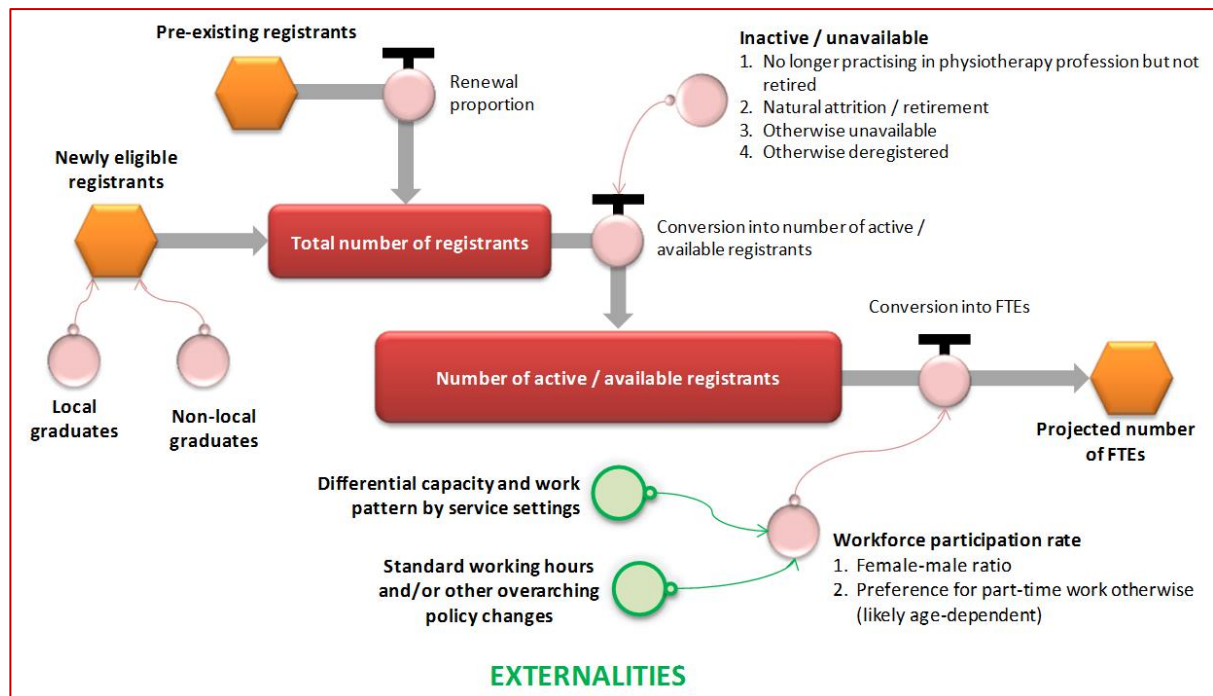 Pre-existing registrants
Renewal
proportion
Inactive / unavailable
1. No longer practising in physiotherapy profession but not
retired
2. Natural attrition / retirement
3. Otherwise unavailable
4. Otherwise deregistered
Newly eligible
registrants
Total number of registrants
Conversion into number of active /
available registrants
Local
graduates
Non-local
graduates
Conversion into FTEs
Number of active / available registrants
Projected number
of FTEs
Differential capacity and work
pattern by service settings
Standard working hours
and/or other overarching
policy changes
Workforce participation rate
1. Female-male ratio
2. Preference for part-time work otherwise
(likely age-dependent)
EXTERNALITIES